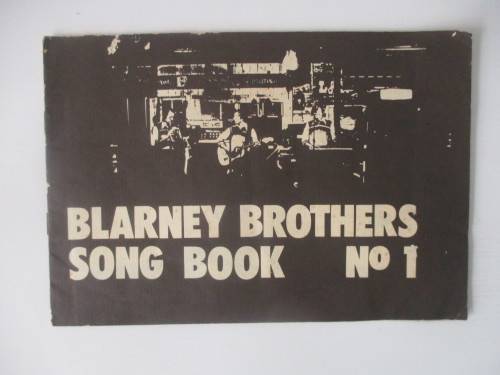 BLARNEY BROTHERS
SONG BOOK Nº 1